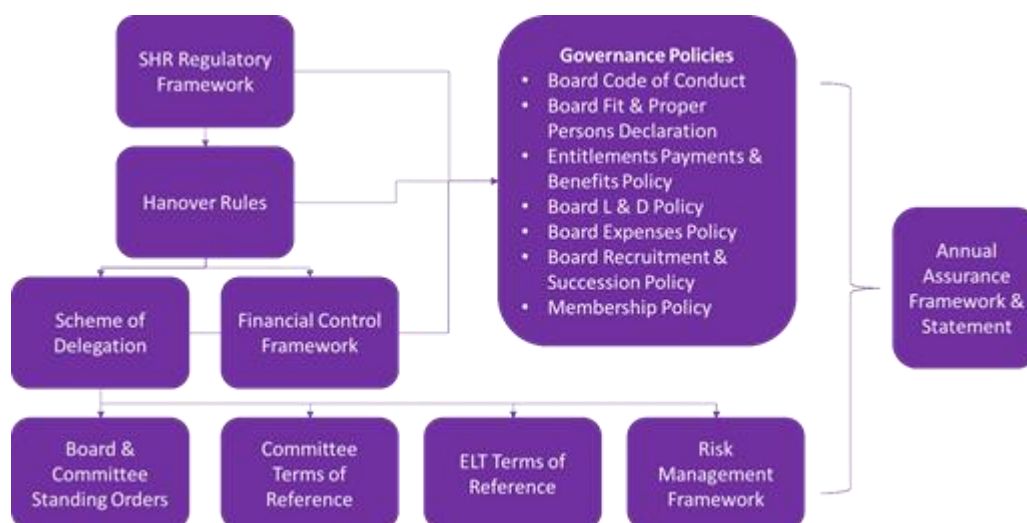 SHR Regulatory
Framework
Hanover Rules
Scheme of
Delegation
Financial Control
Framework
Governance Policies
• Board Code of Conduct
• Board Fit & Proper
Persons Declaration
• Entitlements Payments &
Benefits Policy
• Board L & D Policy
• Board Expenses Policy
• Board Recruitment &
Succession Policy
• Membership Policy
Annual
Assurance
Framework &
Statement
Board &
Committee
Standing Orders
Committee
Terms of
Reference
ELT Terms of
Reference
Risk
Management
Framework